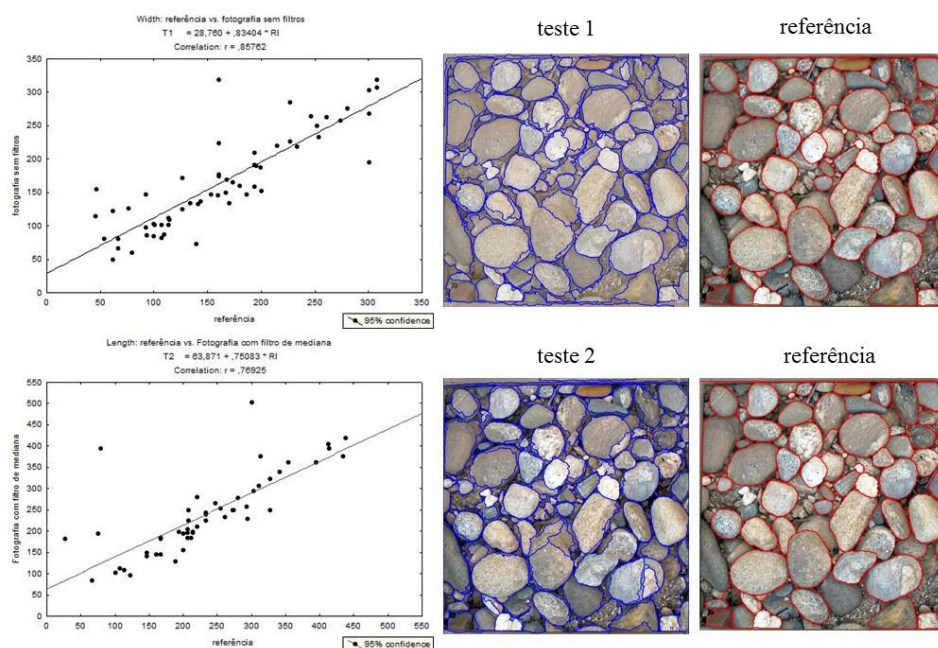 Width: referência vs. fotografia sem filtros
T1 = 28,760 + ,83404 * RI
Correlation: r = ,85762
350
300
250
200
150
100
50
0
fotografia sem filtros
0 50 100 150 200 250 300 350
referência
95% confidence
teste 1
referência
Length: referência vs. Fotografia com filtro de mediana
T2 = 63,871 + ,75083 * RI
Correlation: r = ,76925
550
500
450
400
350
300
250
200
150
100
50
0
Fotografia com filtro de mediana
0 50 100 150 200 250 300 350 400 450 500 550
referência
95% confidence
teste 2
referência